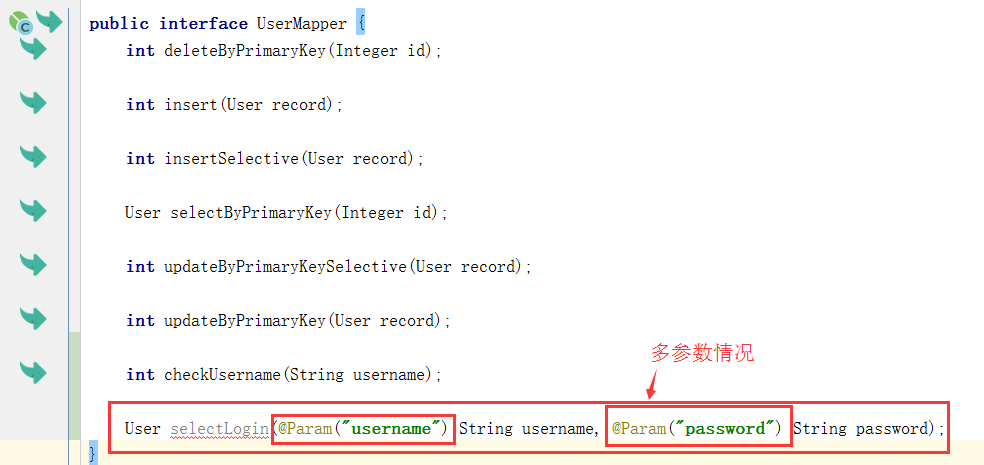 public interface UserMapper {
int deleteByPrimaryKey(Integer id);
int insert(User record);
int insertSelective(User record);
User selectByPrimaryKey(Integer id);
int updateByPrimaryKeySelective(User record);
int updateByPrimaryKey(User record);
多参数情况
int checkUsername(String username);
User selectLogin(@Param("username") String username, @Param("password") String password);
}